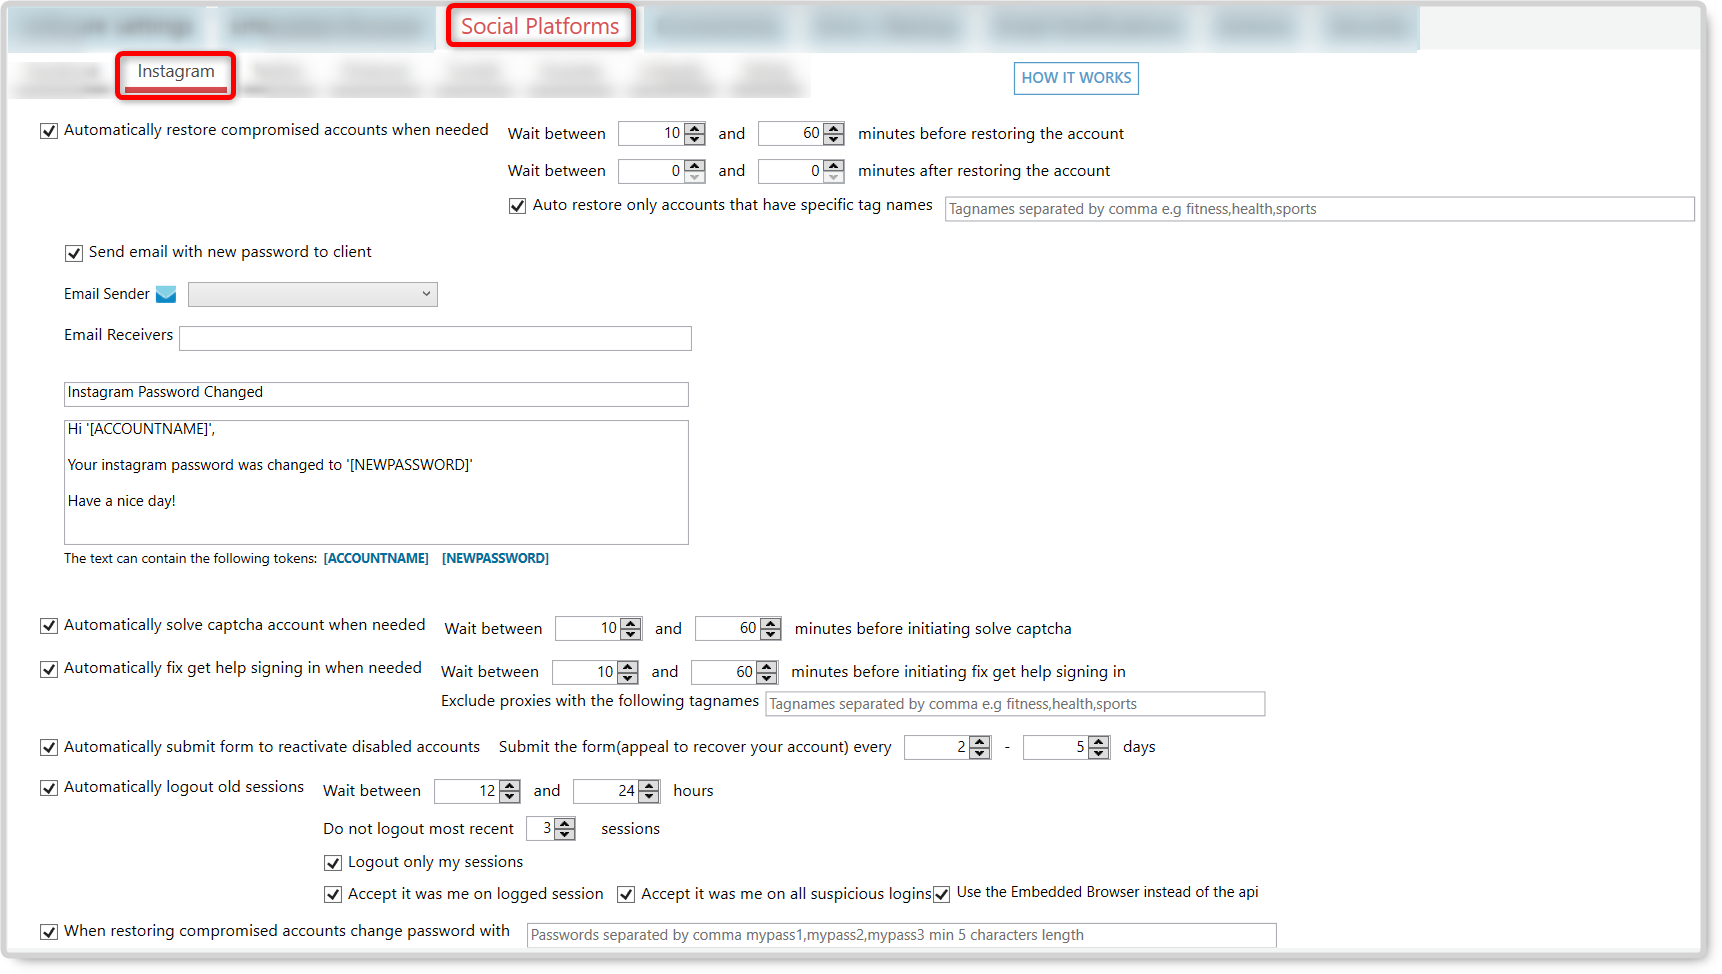 Social Platforms
Instagram
HOW IT WORKS
Automatically restore compromised accounts when needed Wait between 10 and 60 minutes before restoring the account
Wait between 0 and 0 minutes after restoring the account
Auto restore only accounts that have specific tag names Tagnames separated by comma e.g fitness,health,sports
Send email with new password to client
Email Sender
Email Receivers
Instagram Password Changed
Hi '[ACCOUNTNAME]',
Your instagram password was changed to '[NEWPASSWORD]'
Have a nice day!
The text can contain the following tokens: [ACCOUNTNAME] [NEWPASSWORD]
Automatically solve captcha account when needed Wait between 10 and 60 minutes before initiating solve captcha
Automatically fix get help signing in when needed Wait between 10 and 60 minutes before initiating fix get help signing in
Exclude proxies with the following tagnames Tagnames separated by comma e.g fitness,health,sports
Automatically submit form to reactivate disabled accounts Submit the form(appeal to recover your account) every 2 - 5 days
Automatically logout old sessions Wait between 12 and 24 hours
Do not logout most recent 3 sessions
Logout only my sessions
Accept it was me on logged session Accept it was me on all suspicious logins Use the Embedded Browser instead of the api
When restoring compromised accounts change password with Passwords separated by comma mypass1,mypass2,mypass3 min 5 characters length